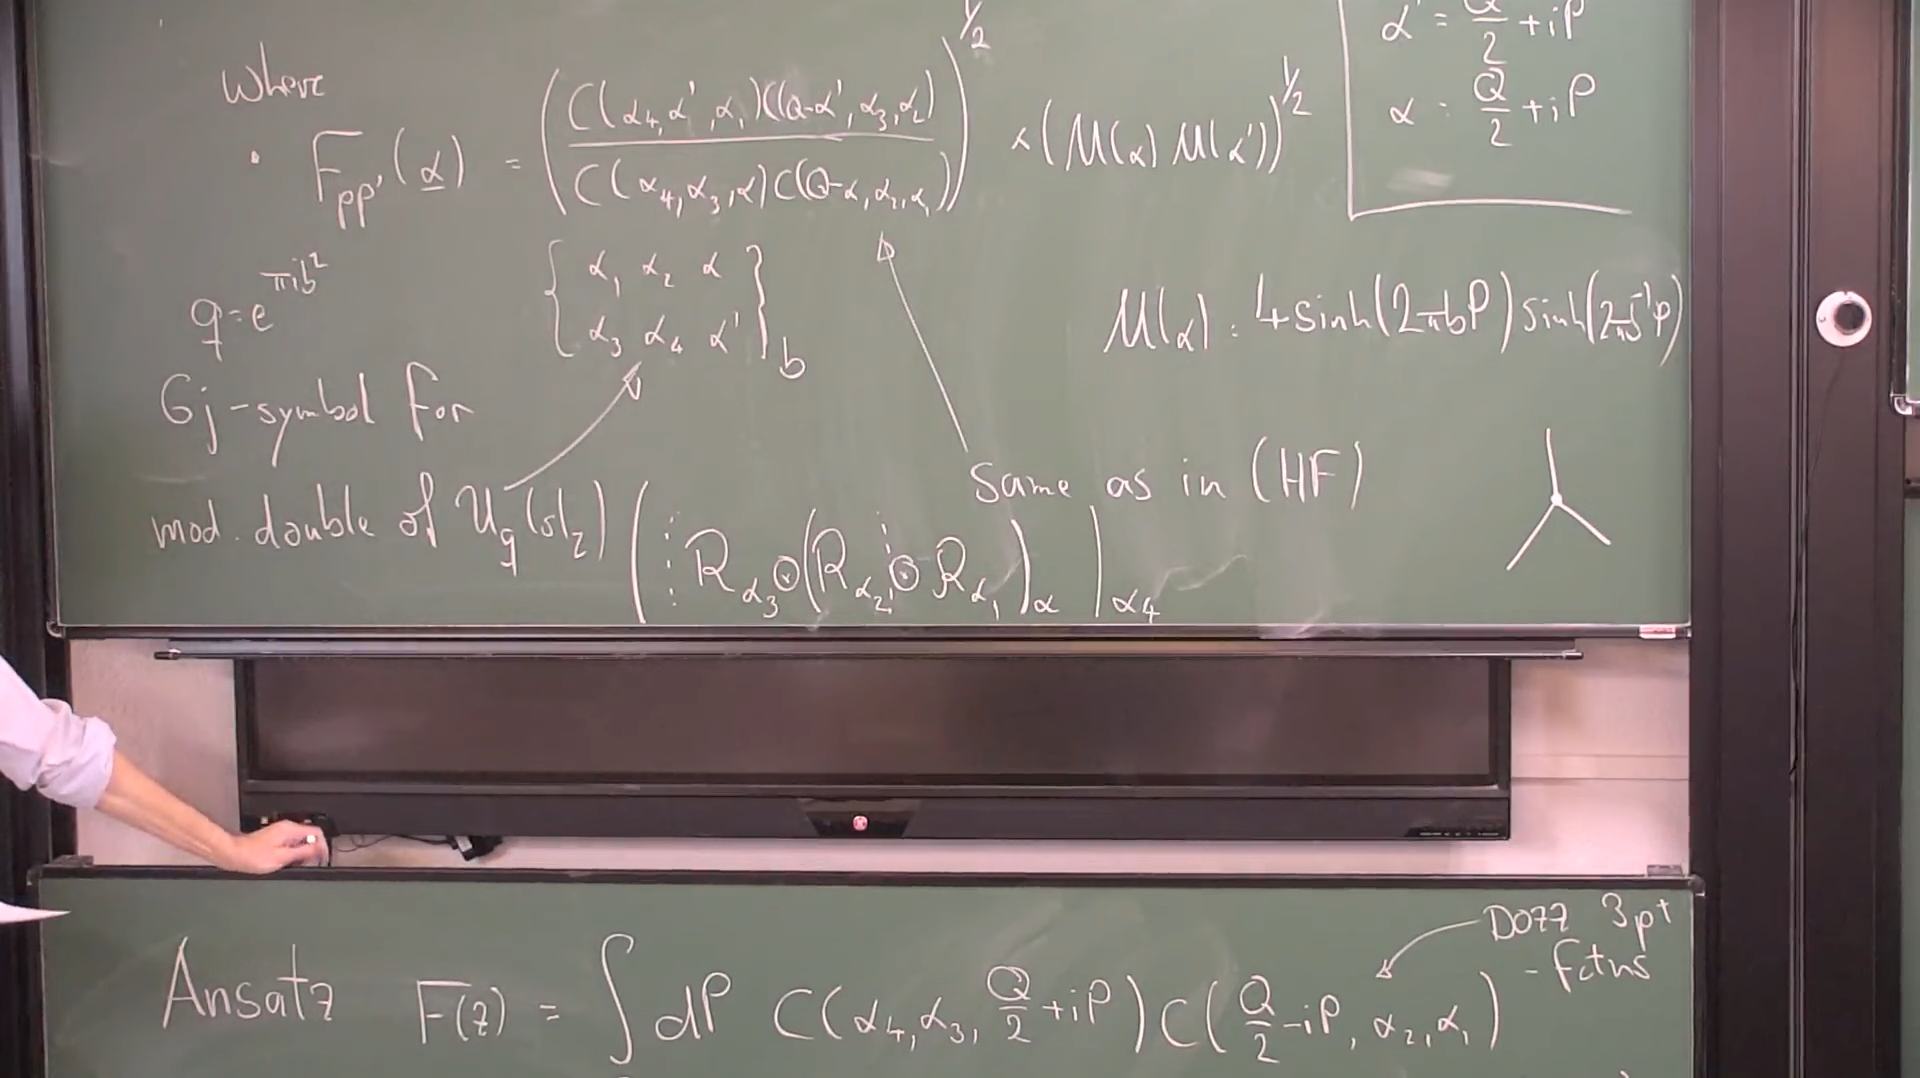 Where
· F_{PP'}(α) = ( C(α₄, α', α₁) C(Q-α', α₃, α₂) / C(α₄, α₃, α) C(Q-α, α₂, α₁) )^{1/2} × (M(α) M(α'))^{1/2}
α' = Q/2 + iP
α = Q/2 + iP
q = e^{πib²}
{ α₁ α₂ α
α₃ α₄ α' }_b
M(α) = 4 sinh(2πbP) sinh(2πb⁻¹P)
6j-symbol for
mod. double of U_q(sl₂)
Same as in (HF)
( R_{α₃} ⊗ (R_{α₂} ⊗ R_{α₁})_α )_{α₄}
Ansatz F(z) = ∫ dP C(α₄, α₃, Q/2 + iP) C(Q/2 - iP, α₂, α₁)
DOZZ 3pt
- fctns